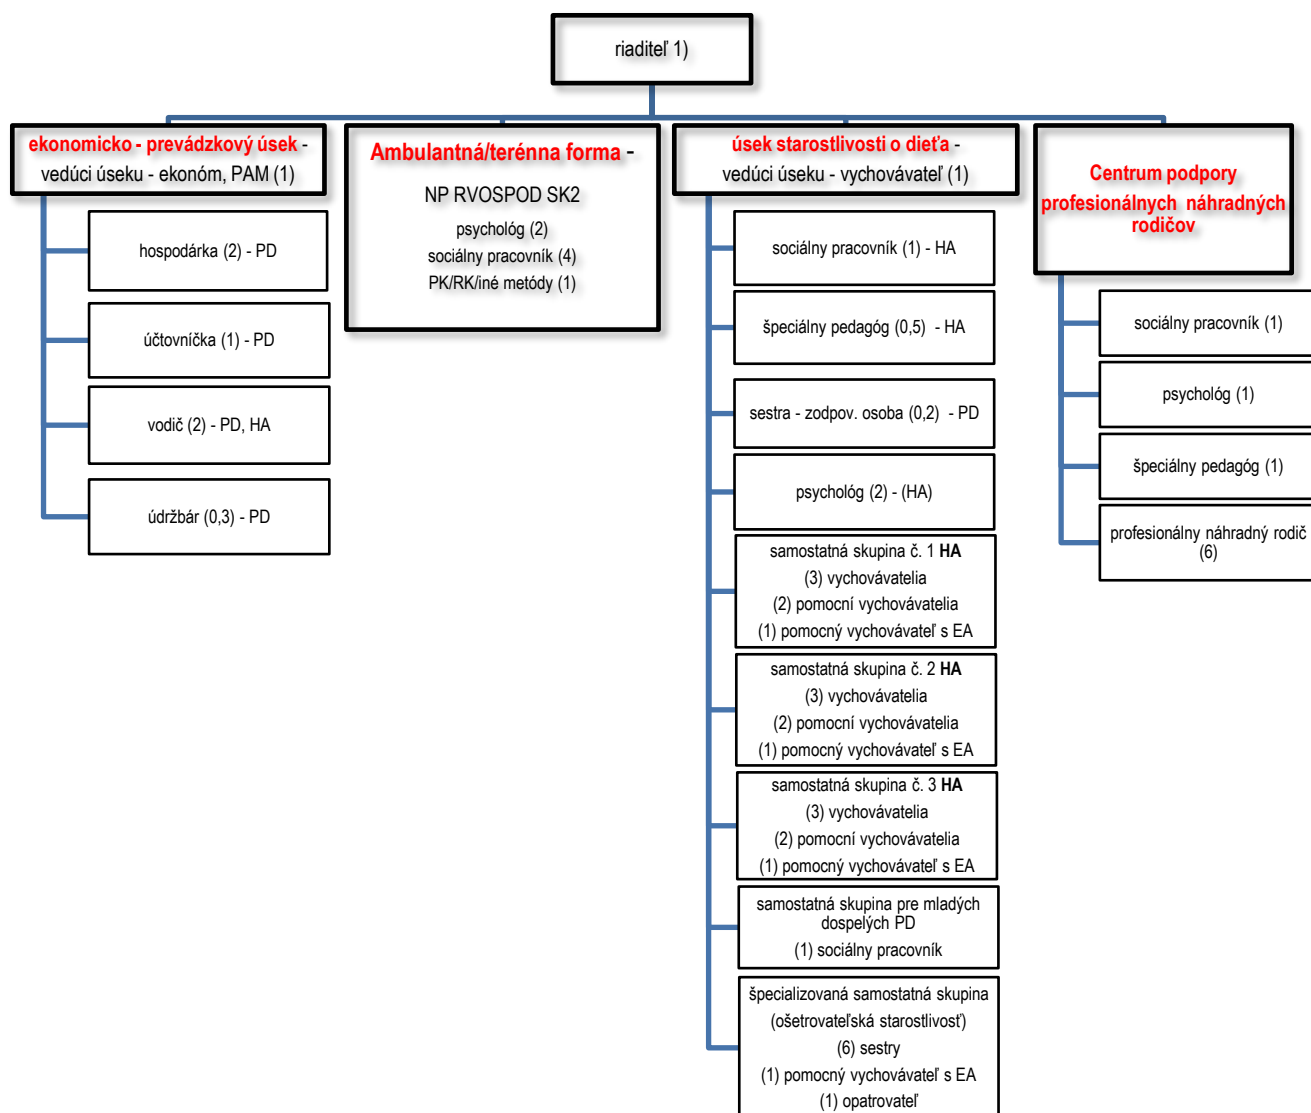 riaditeľ 1)
ekonomicko - prevádzkový úsek -
vedúci úseku - ekonóm, PAM (1)
hospodárka (2) - PD
účtovníčka (1) - PD
vodič (2) - PD, HA
údržbár (0,3) - PD
Ambulantná/terénna forma -
NP RVOSPOD SK2
psychológ (2)
sociálny pracovník (4)
PK/RK/iné metódy (1)
úsek starostlivosti o dieťa -
vedúci úseku - vychovávateľ (1)
sociálny pracovník (1) - HA
špeciálny pedagóg (0,5) - HA
sestra - zodpov. osoba (0,2) - PD
psychológ (2) - (HA)
samostatná skupina č. 1 HA
(3) vychovávatelia
(2) pomocní vychovávatelia
(1) pomocný vychovávateľ s EA
samostatná skupina č. 2 HA
(3) vychovávatelia
(2) pomocní vychovávatelia
(1) pomocný vychovávateľ s EA
samostatná skupina č. 3 HA
(3) vychovávatelia
(2) pomocní vychovávatelia
(1) pomocný vychovávateľ s EA
samostatná skupina pre mladých
dospelých PD
(1) sociálny pracovník
špecializovaná samostatná skupina
(ošetrovateľská starostlivosť)
(6) sestry
(1) pomocný vychovávateľ s EA
(1) opatrovateľ
Centrum podpory
profesionálnych náhradných
rodičov
sociálny pracovník (1)
psychológ (1)
špeciálny pedagóg (1)
profesionálny náhradný rodič
(6)